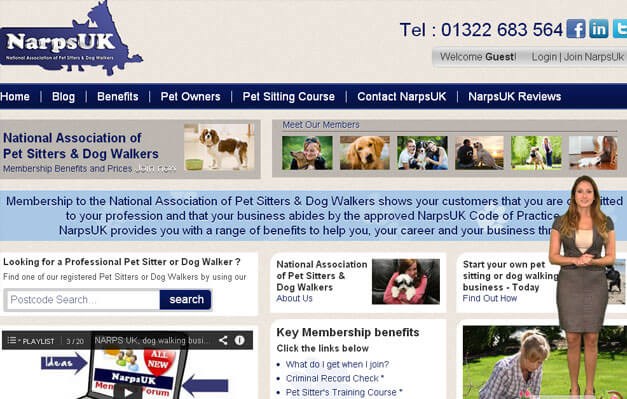 NarpsUK
National Association of Pet Sitters & Dog Walkers
Tel : 01322 683 564
Welcome Guest! Login | Join NarpsUK
Home | Blog | Benefits | Pet Owners | Pet Sitting Course | Contact NarpsUK | NarpsUK Reviews
National Association of
Pet Sitters & Dog Walkers
Membership Benefits and Prices Join now
Meet Our Members
Membership to the National Association of Pet Sitters & Dog Walkers shows your customers that you are
to your profession and that your business abides by the approved NarpsUK Code of Practice
NarpsUK provides you with a range of benefits to help you, your career and your business
Looking for a Professional Pet Sitter or Dog Walker ?
Find one of our registered Pet Sitters or Dog Walkers by using our
Postcode Search...
search
National
Association of
Pet Sitters &
Dog Walkers
About Us
Start your own pet
sitting or dog walking
business - Today
Find Out How
PLAYLIST 3 / 20 NARPS UK, dog walking busi...
Ideas
ALL
NEW
NarpsUK
Key Membership benefits
Click the links below
What do I get when I join?
Criminal Record Check *
Pet Sitter's Training Course *